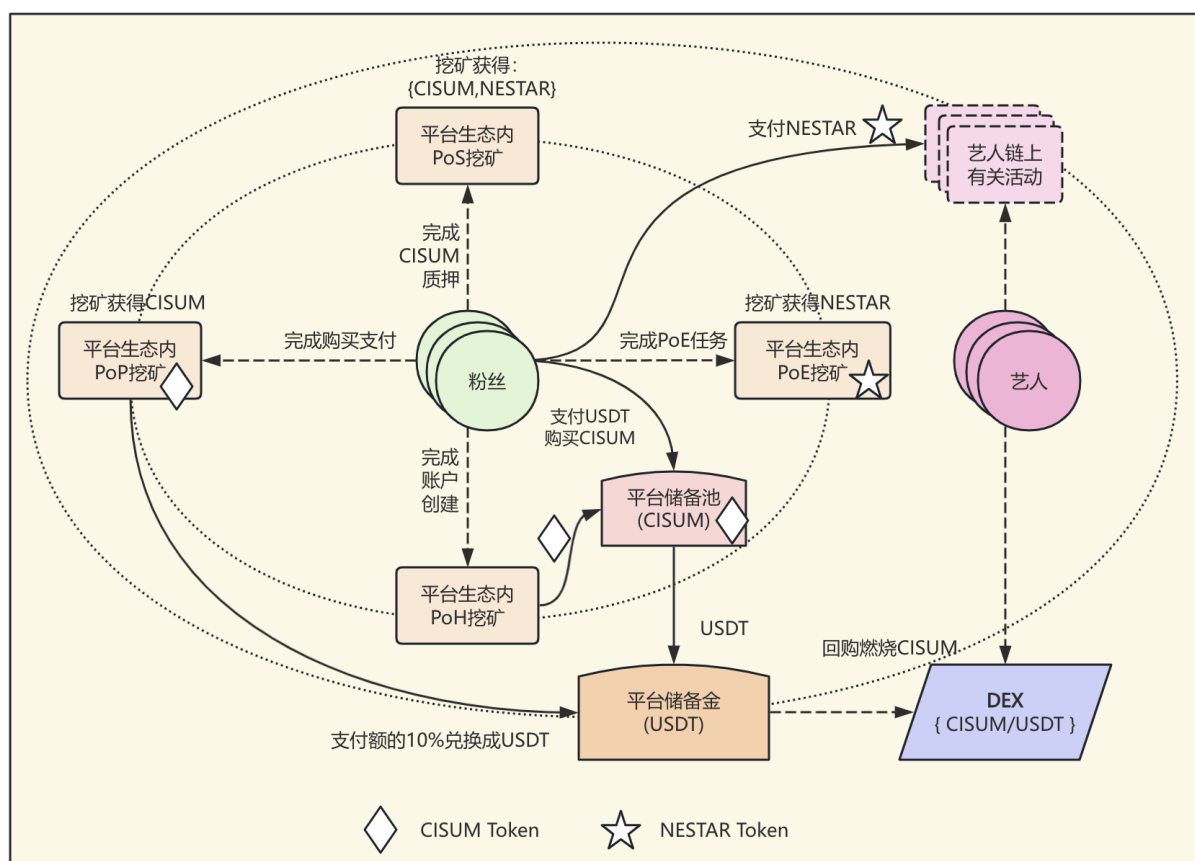 挖矿获得：
{CISUM,NESTAR}
平台生态内
PoS挖矿
支付NESTAR
艺人链上
有关活动
完成
CISUM
质押
挖矿获得CISUM
挖矿获得NESTAR
平台生态内
PoP挖矿
完成购买支付
粉丝
完成PoE任务
平台生态内
PoE挖矿
艺人
支付USDT
购买CISUM
完成
账户
创建
平台储备池
(CISUM)
平台生态内
PoH挖矿
USDT
回购燃烧CISUM
平台储备金
(USDT)
DEX
{ CISUM/USDT }
支付额的10%兑换成USDT
CISUM Token
NESTAR Token